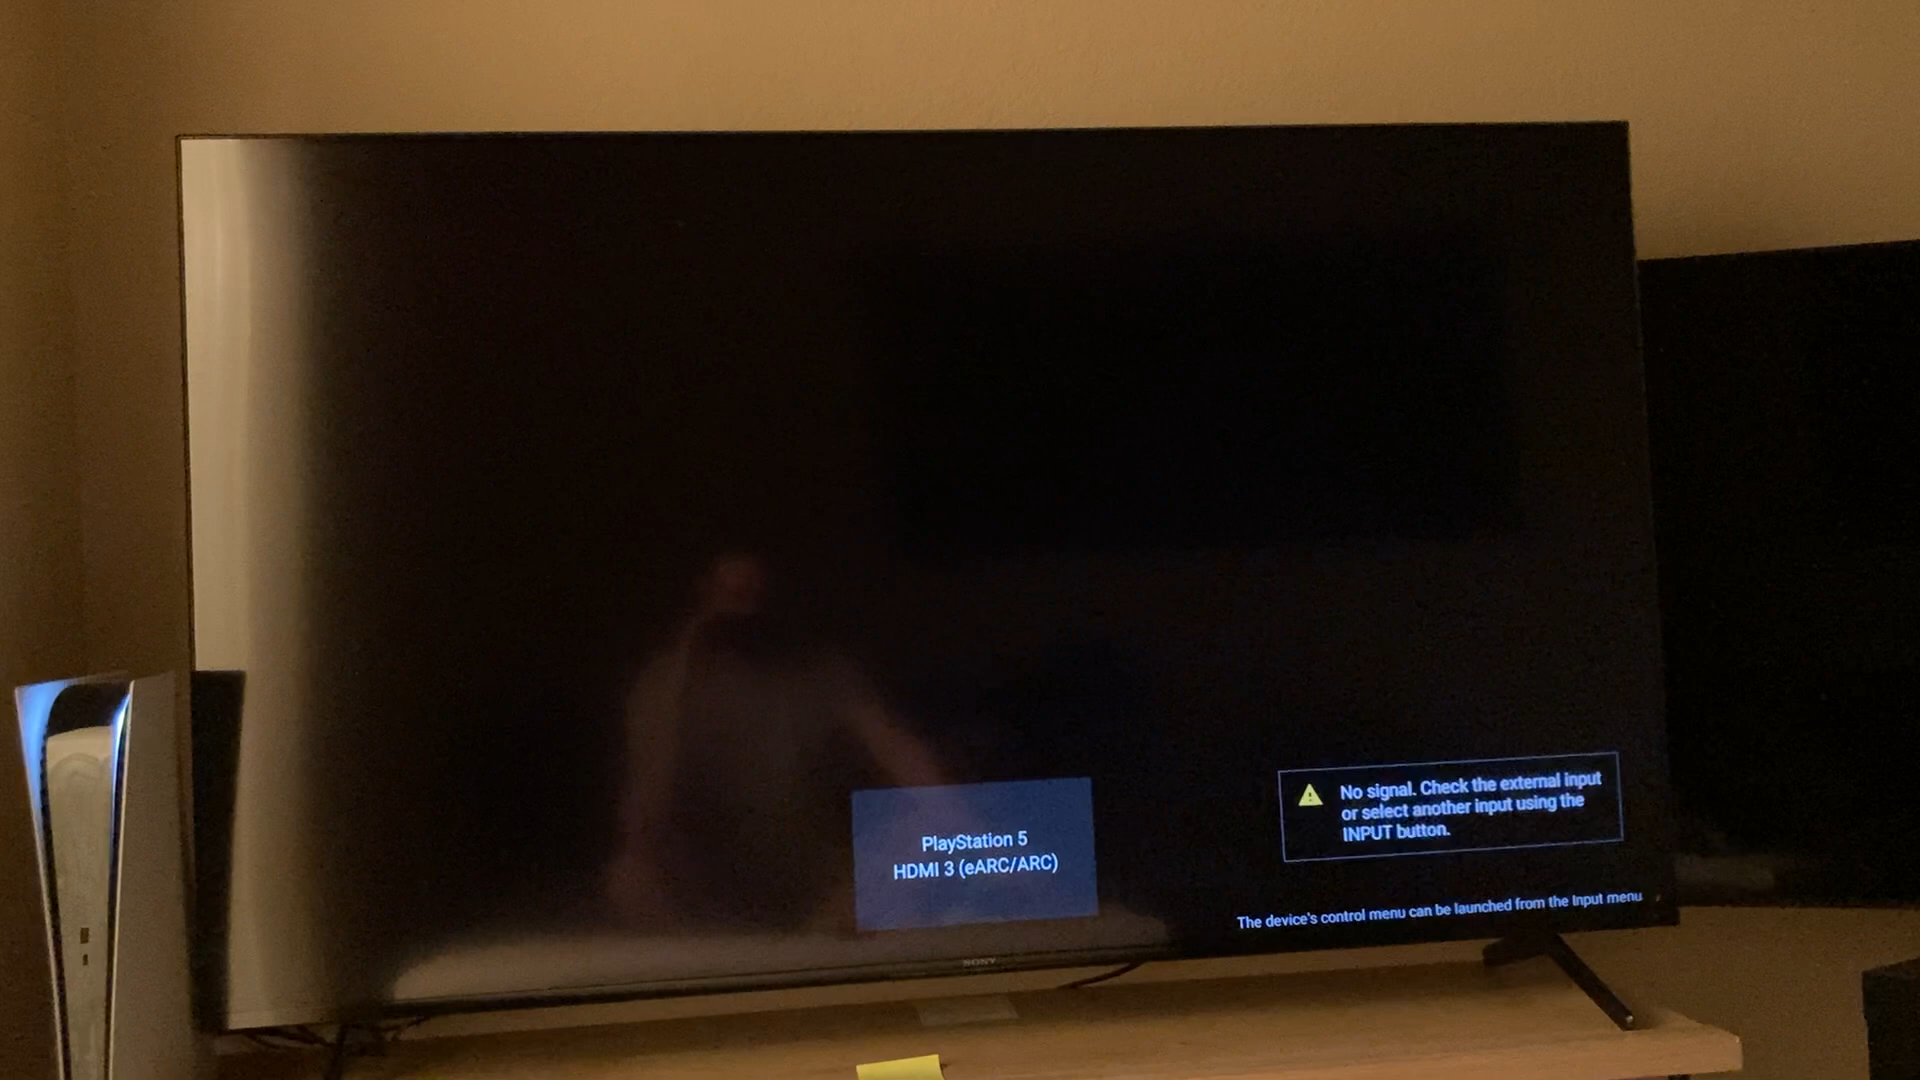 PlayStation 5
HDMI 3 (eARC/ARC)
No signal. Check the external input
or select another input using the
INPUT button.
The device's control menu can be launched from the Input menu
SONY